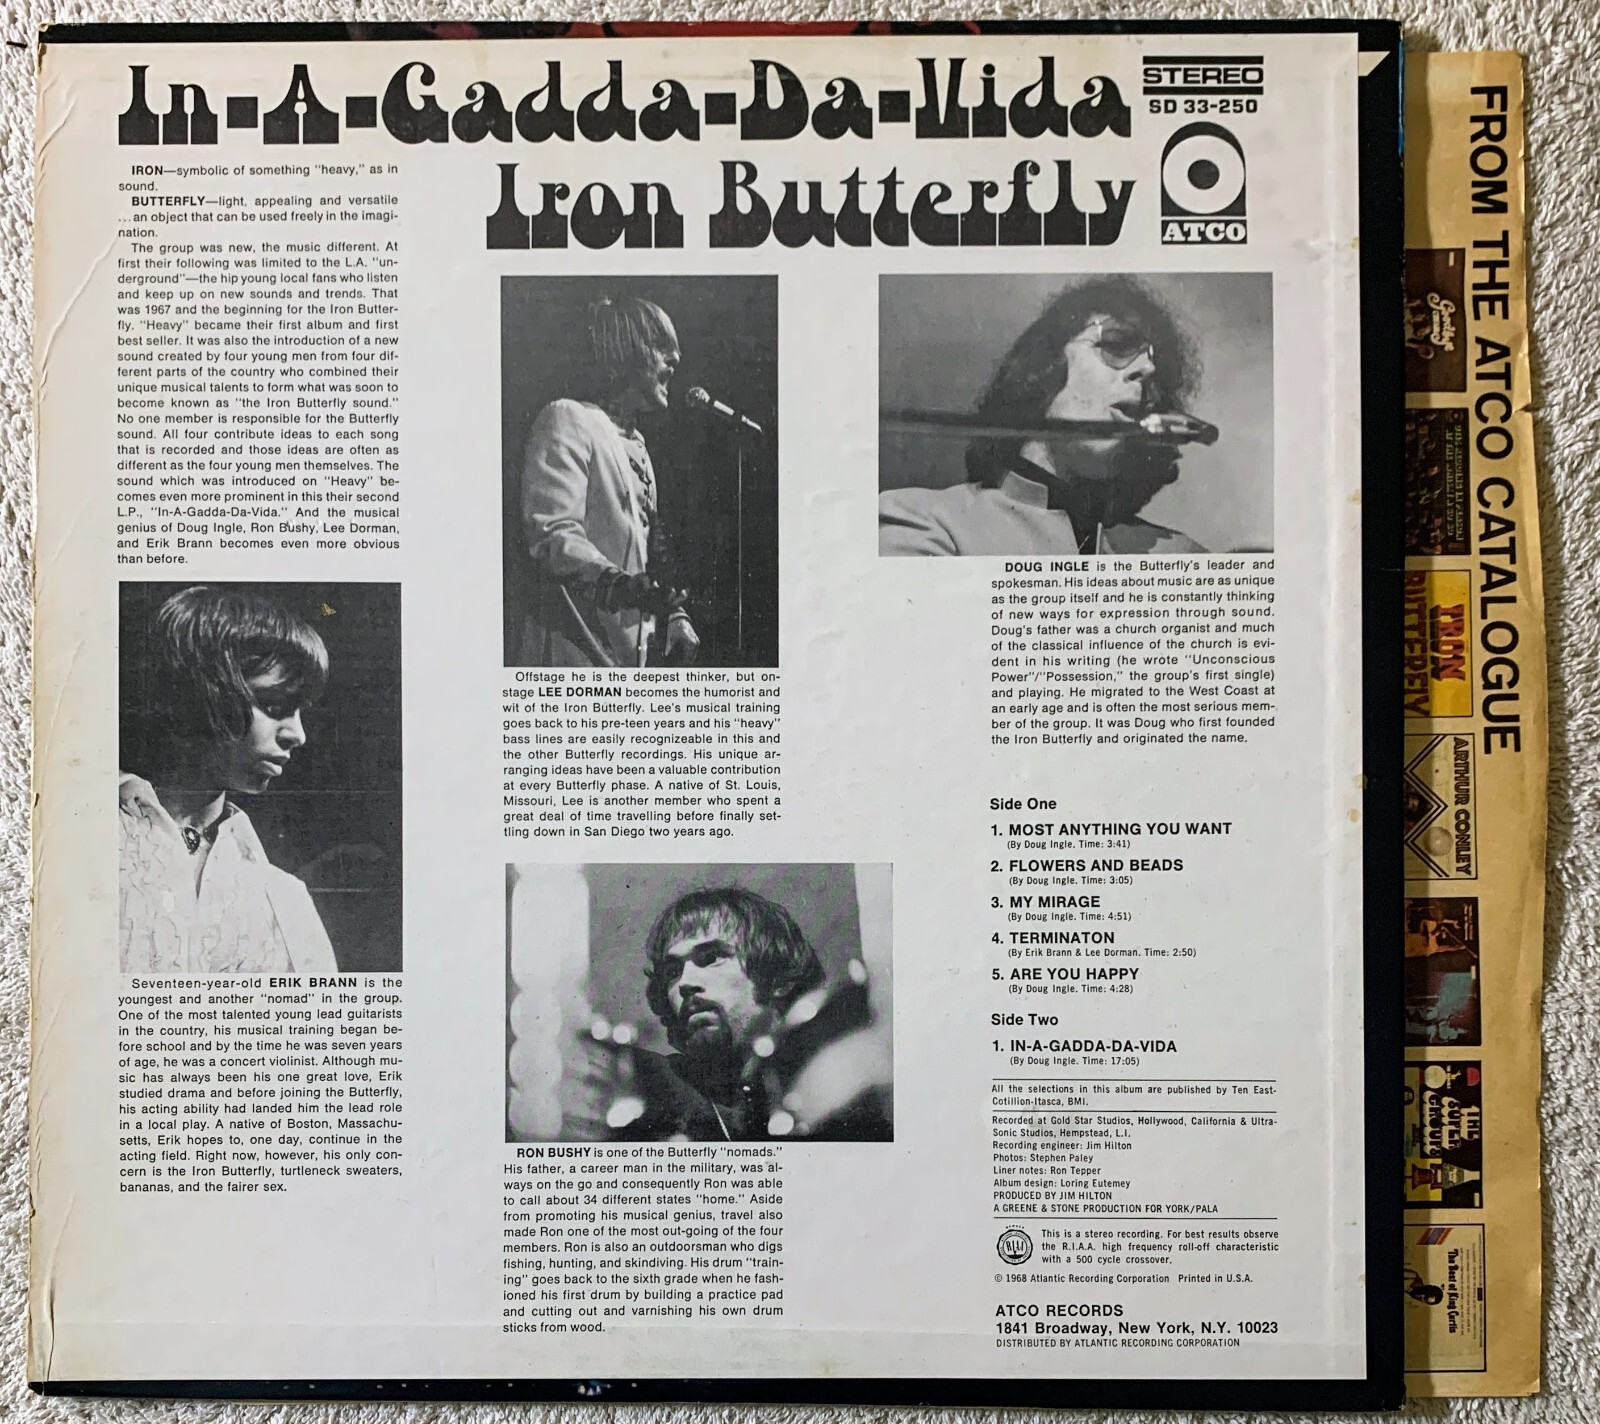 In-A-Gadda-Da-Vida
Iron Butterfly
STEREO
SD 33-250
ATCO
IRON—symbolic of something "heavy," as in
sound.
BUTTERFLY—light, appealing and versatile
...an object that can be used freely in the imagi-
nation.
The group was new, the music different. At
first their following was limited to the L.A. "un-
derground"—the hip young local fans who listen
and keep up on new sounds and trends. That
was 1967 and the beginning for the Iron Butter-
fly. "Heavy" became their first album and first
best seller. It was also the introduction of a new
sound created by four young men from four dif-
ferent parts of the country who combined their
unique musical talents to form what was soon to
become known as "the Iron Butterfly sound."
No one member is responsible for the Butterfly
sound. All four contribute ideas to each song
that is recorded and those ideas are often as
different as the four young men themselves. The
sound which was introduced on "Heavy" be-
comes even more prominent in this their second
L.P., "In-A-Gadda-Da-Vida." And the musical
genius of Doug Ingle, Ron Bushy, Lee Dorman,
and Erik Brann becomes even more obvious
than before.
Seventeen-year-old ERIK BRANN is the
youngest and another "nomad" in the group.
One of the most talented young lead guitarists
in the country, his musical training began be-
fore school and by the time he was seven years
of age, he was a concert violinist. Although mu-
sic has always been his one great love, Erik
studied drama and before joining the Butterfly,
his acting ability had landed him the lead role
in a local play. A native of Boston, Massachu-
setts, Erik hopes to, one day, continue in the
acting field. Right now, however, his only con-
cern is the Iron Butterfly, turtleneck sweaters,
bananas, and the fairer sex.
Offstage he is the deepest thinker, but on-
stage LEE DORMAN becomes the humorist and
wit of the Iron Butterfly. Lee's musical training
goes back to his pre-teen years and his "heavy"
bass lines are easily recognizeable in this and
the other Butterfly recordings. His unique ar-
ranging ideas have been a valuable contribution
at every Butterfly phase. A native of St. Louis,
Missouri, Lee is another member who spent a
great deal of time travelling before finally set-
tling down in San Diego two years ago.
RON BUSHY is one of the Butterfly "nomads."
His father, a career man in the military, was al-
ways on the go and consequently Ron was able
to call about 34 different states "home." Aside
from promoting his musical genius, travel also
made Ron one of the most out-going of the four
members. Ron is also an outdoorsman who digs
fishing, hunting, and skindiving. His drum "train-
ing" goes back to the sixth grade when he fash-
ioned his first drum by building a practice pad
and cutting out and varnishing his own drum
sticks from wood.
DOUG INGLE is the Butterfly's leader and
spokesman. His ideas about music are as unique
as the group itself and he is constantly thinking
of new ways for expression through sound.
Doug's father was a church organist and much
of the classical influence of the church is evi-
dent in his writing (he wrote "Unconscious
Power"/"Possession," the group's first single)
and playing. He migrated to the West Coast at
an early age and is often the most serious mem-
ber of the group. It was Doug who first founded
the Iron Butterfly and originated the name.
Side One
1. MOST ANYTHING YOU WANT
(By Doug Ingle. Time: 3:41)
2. FLOWERS AND BEADS
(By Doug Ingle. Time: 3:05)
3. MY MIRAGE
(By Doug Ingle. Time: 4:51)
4. TERMINATON
(By Erik Brann & Lee Dorman. Time: 2:50)
5. ARE YOU HAPPY
(By Doug Ingle. Time: 4:28)
Side Two
1. IN-A-GADDA-DA-VIDA
(By Doug Ingle. Time: 17:05)
All the selections in this album are published by Ten East-
Cotillion-Itasca, BMI.
Recorded at Gold Star Studios, Hollywood, California & Ultra-
Sonic Studios, Hempstead, L.I.
Recording engineer: Jim Hilton
Photos: Stephen Paley
Liner notes: Ron Tepper
Album design: Loring Eutemey
PRODUCED BY JIM HILTON
A GREENE & STONE PRODUCTION FOR YORK/PALA
RIAA
This is a stereo recording. For best results observe
the R.I.A.A. high frequency roll-off characteristic
with a 500 cycle crossover.
© 1968 Atlantic Recording Corporation Printed in U.S.A.
ATCO RECORDS
1841 Broadway, New York, N.Y. 10023
DISTRIBUTED BY ATLANTIC RECORDING CORPORATION
FROM THE ATCO CATALOGUE
IRON
BUTTERFLY
ARTHUR CONLEY
THE
SUPER
GROUPS
The Best of King Curtis